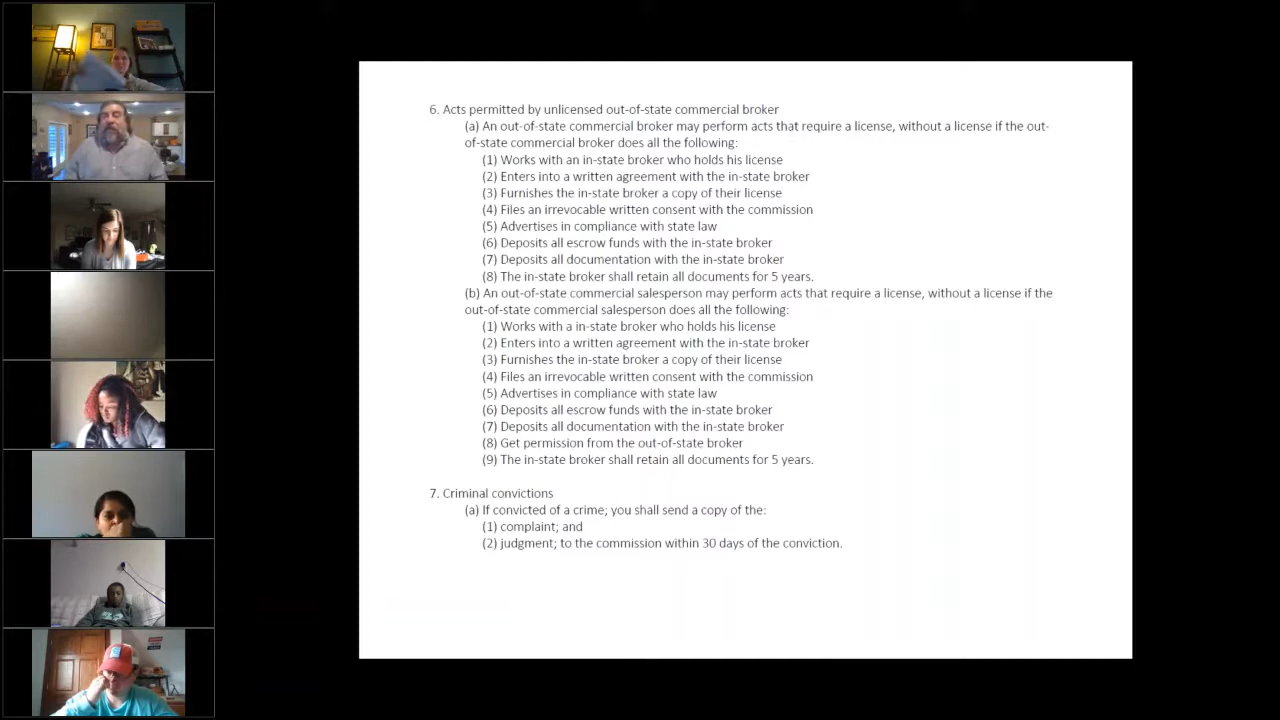 6. Acts permitted by unlicensed out-of-state commercial broker
(a) An out-of-state commercial broker may perform acts that require a license, without a license if the out-
of-state commercial broker does all the following:
(1) Works with an in-state broker who holds his license
(2) Enters into a written agreement with the in-state broker
(3) Furnishes the in-state broker a copy of their license
(4) Files an irrevocable written consent with the commission
(5) Advertises in compliance with state law
(6) Deposits all escrow funds with the in-state broker
(7) Deposits all documentation with the in-state broker
(8) The in-state broker shall retain all documents for 5 years.
(b) An out-of-state commercial salesperson may perform acts that require a license, without a license if the
out-of-state commercial salesperson does all the following:
(1) Works with a in-state broker who holds his license
(2) Enters into a written agreement with the in-state broker
(3) Furnishes the in-state broker a copy of their license
(4) Files an irrevocable written consent with the commission
(5) Advertises in compliance with state law
(6) Deposits all escrow funds with the in-state broker
(7) Deposits all documentation with the in-state broker
(8) Get permission from the out-of-state broker
(9) The in-state broker shall retain all documents for 5 years.
7. Criminal convictions
(a) If convicted of a crime; you shall send a copy of the:
(1) complaint; and
(2) judgment; to the commission within 30 days of the conviction.